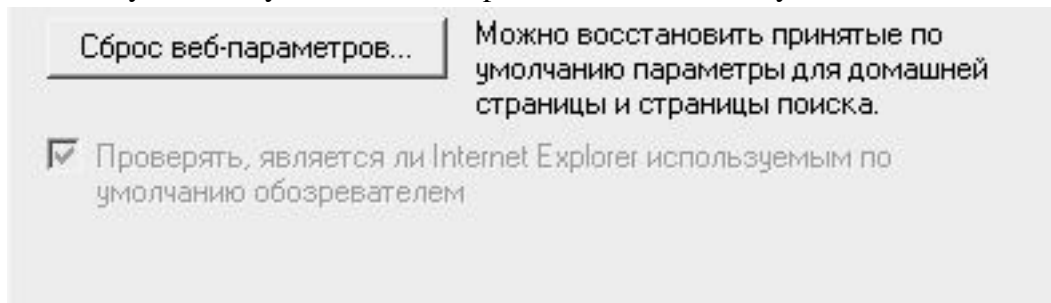 Сброс веб-параметров...
Можно восстановить принятые по
умолчанию параметры для домашней
страницы и страницы поиска.
Проверять, является ли Internet Explorer используемым по
умолчанию обозревателем